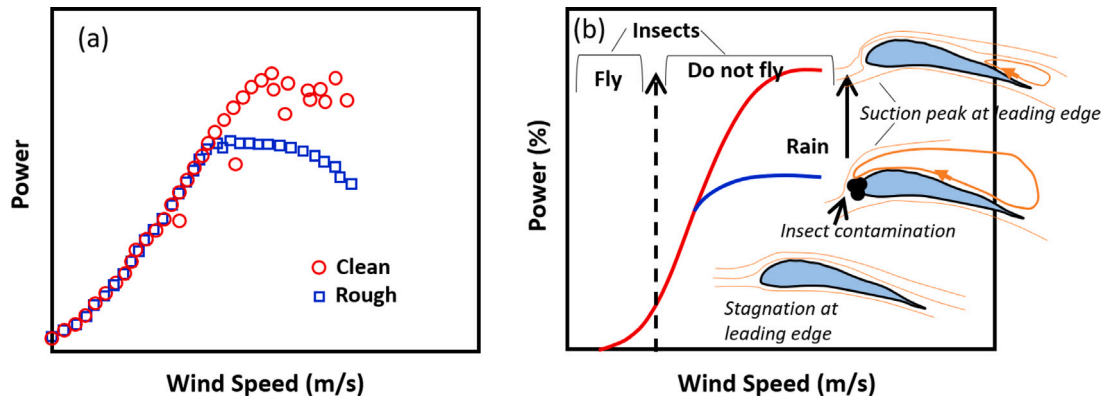 (a)
Power
Clean
Rough
Wind Speed (m/s)
(b)
Insects
Fly
Do not fly
Suction peak at leading edge
Power (%)
Rain
Insect contamination
Stagnation at
leading edge
Wind Speed (m/s)